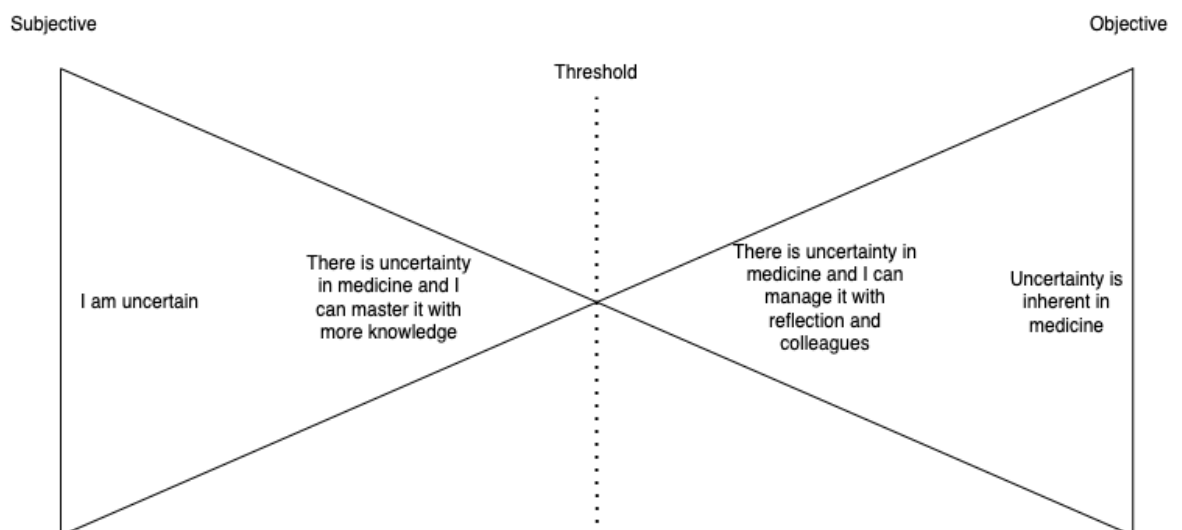 Subjective
Objective
Threshold
I am uncertain
There is uncertainty
in medicine and I
can master it with
more knowledge
There is uncertainty in
medicine and I can
manage it with
reflection and
colleagues
Uncertainty is
inherent in
medicine